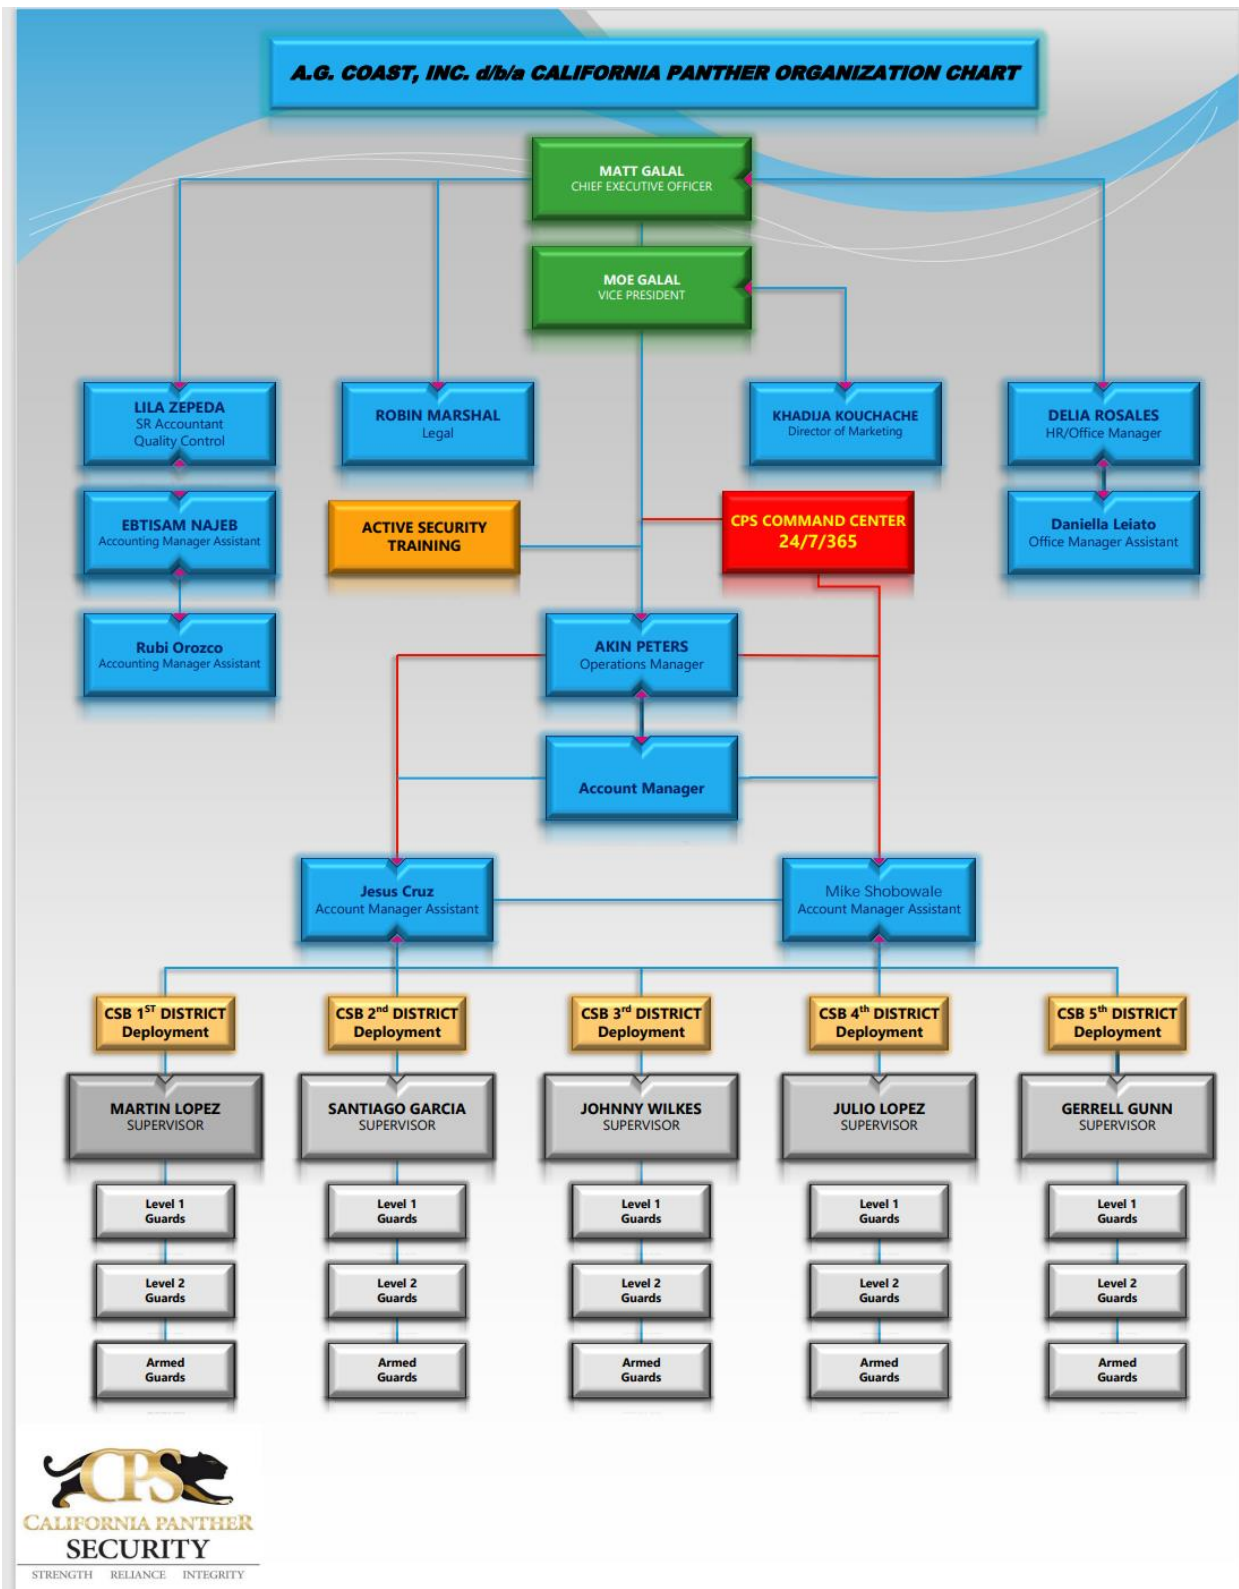 A.G. COAST, INC. d/b/a CALIFORNIA PANTHER ORGANIZATION CHART
MATT GALAL
CHIEF EXECUTIVE OFFICER
MOE GALAL
VICE PRESIDENT
LILA ZEPEDA
SR Accountant
Quality Control
ROBIN MARSHAL
Legal
KHADIJA KOUCHACHE
Director of Marketing
DELIA ROSALES
HR/Office Manager
EBTISAM NAJEB
Accounting Manager Assistant
ACTIVE SECURITY
TRAINING
CPS COMMAND CENTER
24/7/365
Daniella Leiato
Office Manager Assistant
Rubi Orozco
Accounting Manager Assistant
AKIN PETERS
Operations Manager
Account Manager
Jesus Cruz
Account Manager Assistant
Mike Shobowale
Account Manager Assistant
CSB 1ST DISTRICT
Deployment
CSB 2nd DISTRICT
Deployment
CSB 3rd DISTRICT
Deployment
CSB 4th DISTRICT
Deployment
CSB 5th DISTRICT
Deployment
MARTIN LOPEZ
SUPERVISOR
SANTIAGO GARCIA
SUPERVISOR
JOHNNY WILKES
SUPERVISOR
JULIO LOPEZ
SUPERVISOR
GERRELL GUNN
SUPERVISOR
Level 1
Guards
Level 1
Guards
Level 1
Guards
Level 1
Guards
Level 1
Guards
Level 2
Guards
Level 2
Guards
Level 2
Guards
Level 2
Guards
Level 2
Guards
Armed
Guards
Armed
Guards
Armed
Guards
Armed
Guards
Armed
Guards
CPS
CALIFORNIA PANTHER
SECURITY
STRENGTH RELIANCE INTEGRITY